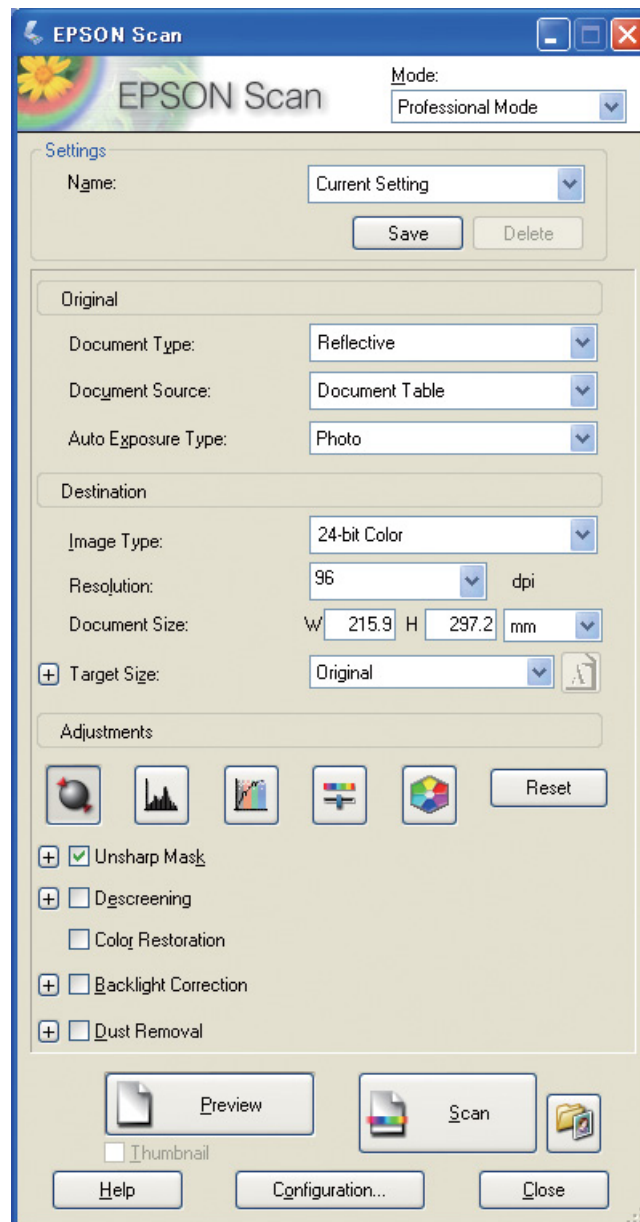 EPSON Scan
EPSON Scan
Mode:
Professional Mode
Settings
Name:
Current Setting
Save
Delete
Original
Document Type:
Reflective
Document Source:
Document Table
Auto Exposure Type:
Photo
Destination
Image Type:
24-bit Color
Resolution:
96
dpi
Document Size:
W 215.9 H 297.2 mm
Target Size:
Original
Adjustments
Reset
Unsharp Mask
Descreening
Color Restoration
Backlight Correction
Dust Removal
Preview
Scan
Thumbnail
Help
Configuration...
Close